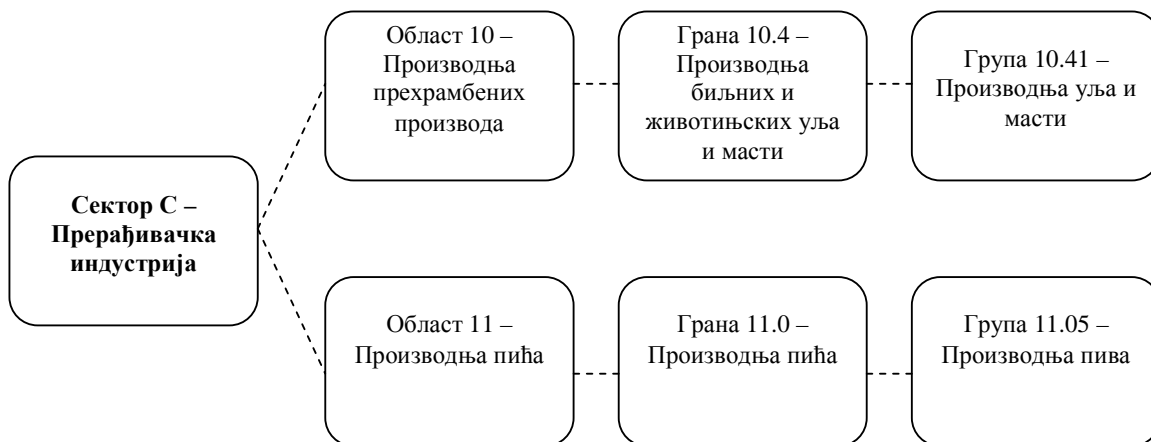 Сектор С –
Прерађивачка
индустрија
Област 10 –
Производња
прехрамбених
производа
Грана 10.4 –
Производња
биљних и
животињских уља
и масти
Група 10.41 –
Производња уља и
масти
Област 11 –
Производња пића
Грана 11.0 –
Производња пића
Група 11.05 –
Производња пива